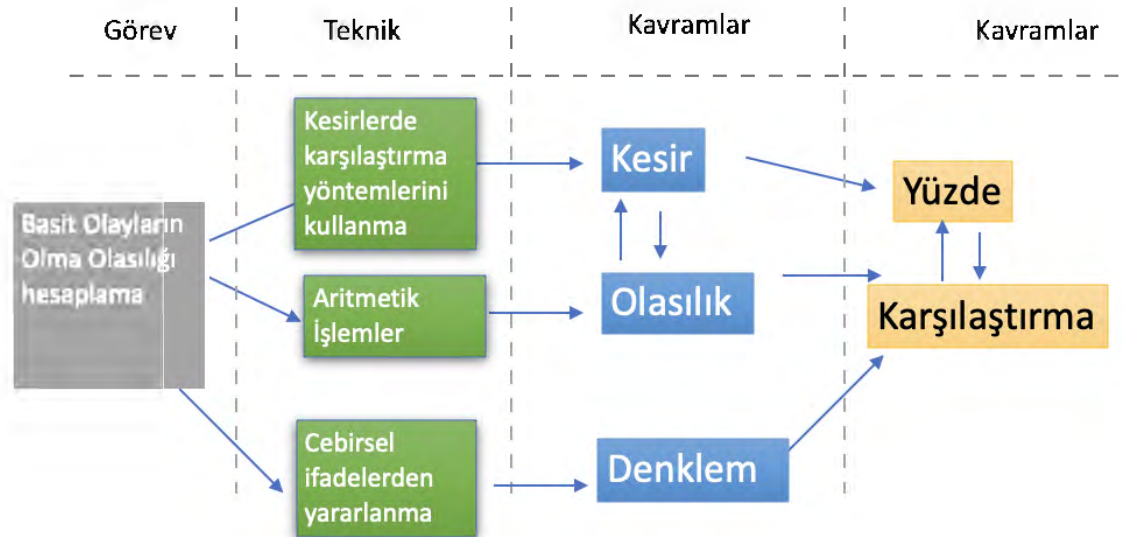 Görev
Teknik
Kavramlar
Kavramlar
Basit Olayların
Olma Olasılığı
hesaplama
Kesirlerde
karşılaştırma
yöntemlerini
kullanma
Aritmetik
İşlemler
Cebirsel
ifadelerden
yararlanma
Kesir
Olasılık
Denklem
Yüzde
Karşılaştırma